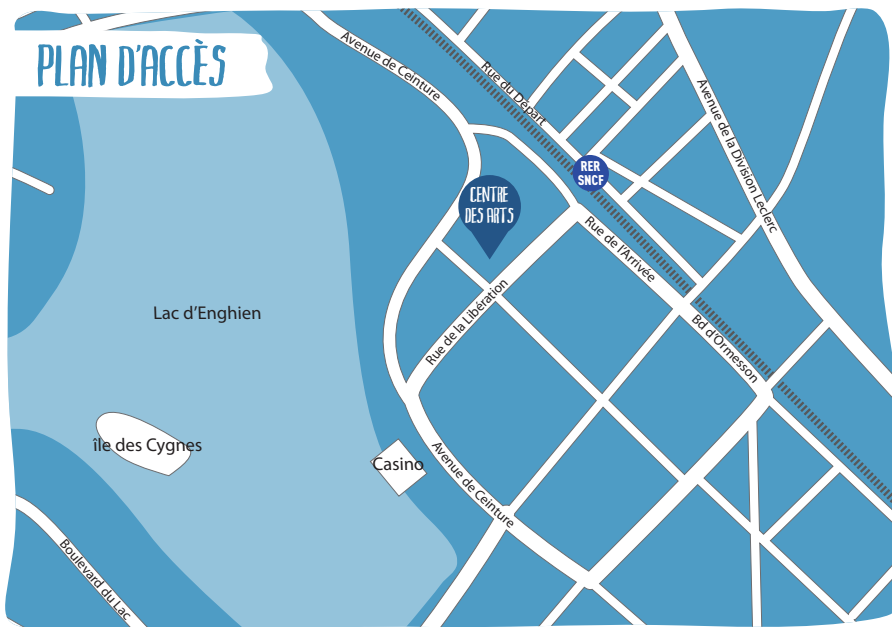 PLAN D'ACCÈS
Avenue de Ceinture
Rue du Départ
Avenue de la Division Leclerc
RER
SNCF
CENTRE
DES ARTS
Rue de l'Arrivée
Lac d'Enghien
Rue de la Libération
Bd d'Ormesson
île des Cygnes
Casino
Avenue de Ceinture
Boulevard du Lac